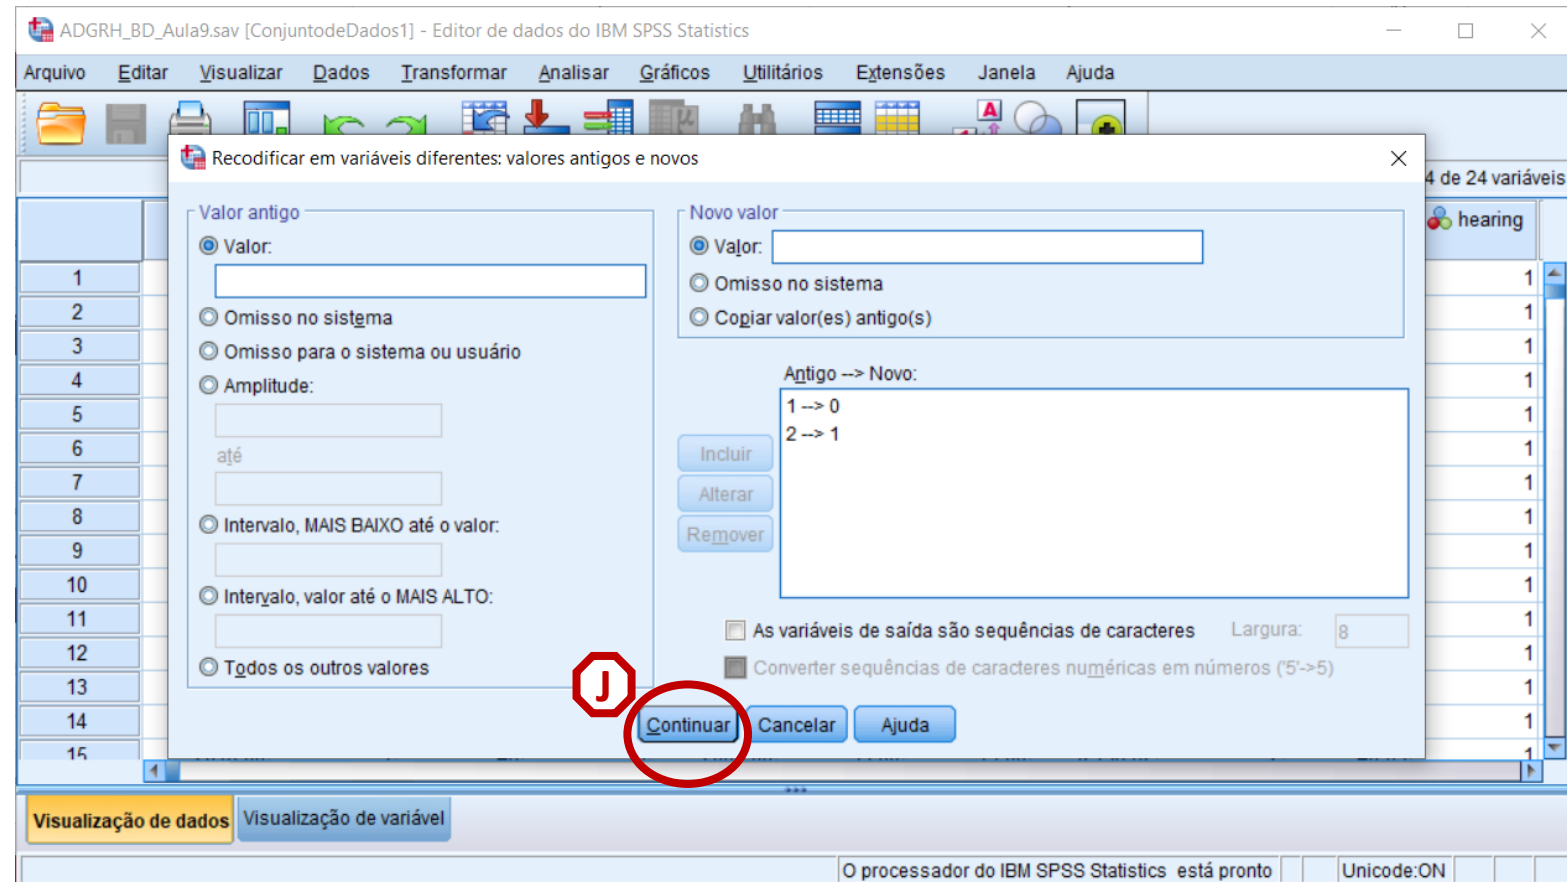 ADGRH_BD_Aula9.sav [ConjuntodeDados1] - Editor de dados do IBM SPSS Statistics
Arquivo Editar Visualizar Dados Transformar Analisar Gráficos Utilitários Extensões Janela Ajuda
A
μ
Recodificar em variáveis diferentes: valores antigos e novos
4 de 24 variáveis
hearing
Valor antigo
Valor:
Omisso no sistema
Omisso para o sistema ou usuário
Amplitude:
até
Intervalo, MAIS BAIXO até o valor:
Intervalo, valor até o MAIS ALTO:
Todos os outros valores
Novo valor
Valor:
Omisso no sistema
Copiar valor(es) antigo(s)
Antigo --> Novo:
1 --> 0
2 --> 1
Incluir
Alterar
Remover
As variáveis de saída são sequências de caracteres Largura: 8
Converter sequências de caracteres numéricas em números ('5'->5)
J
Continuar Cancelar Ajuda
1 1
2 1
3 1
4 1
5 1
6 1
7 1
8 1
9 1
10 1
11 1
12 1
13 1
14 1
15 1
Visualização de dados Visualização de variável
O processador do IBM SPSS Statistics está pronto Unicode:ON